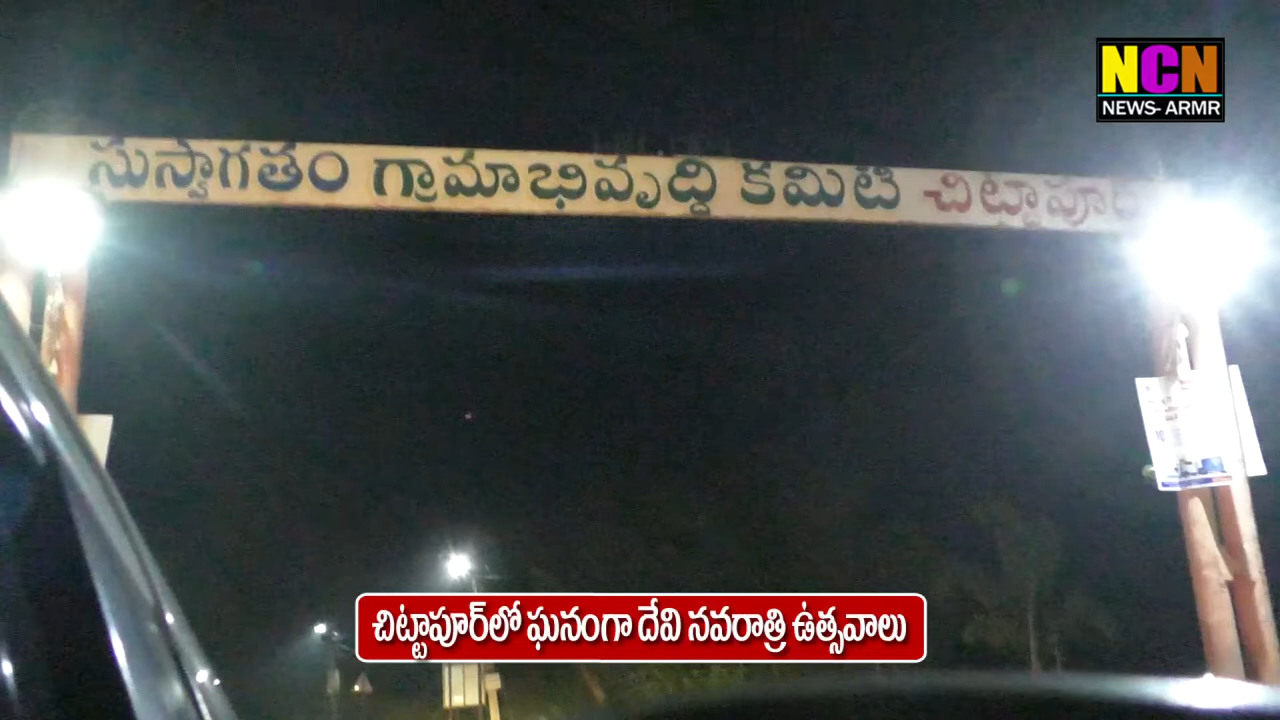 NCN
NEWS- ARMR
సుస్వాగతం గ్రామాభివృద్ధి కమిటి చిట్టాపూర్
చిట్టాపూర్‌లో ఘనంగా దేవి నవరాత్రి ఉత్సవాలు